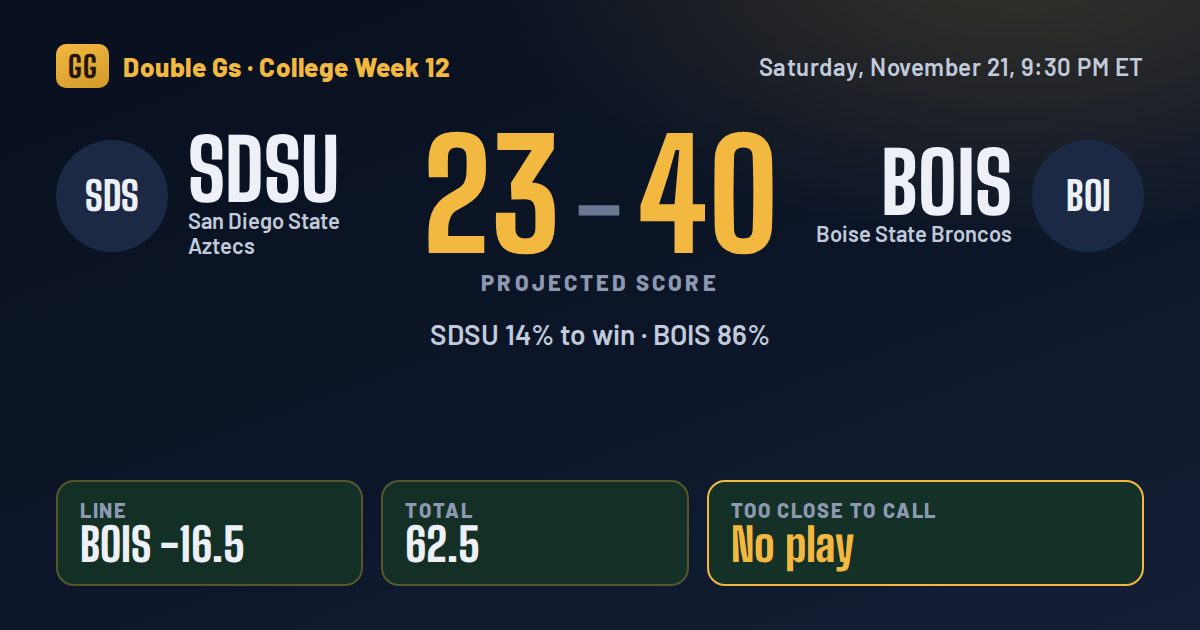 GG
Double Gs · College Week 12
Saturday, November 21, 9:30 PM ET
SDS
SDSU
San Diego State
Aztecs
23 – 40
PROJECTED SCORE
SDSU 14% to win · BOIS 86%
BOIS
Boise State Broncos
BOI
LINE
BOIS −16.5
TOTAL
62.5
TOO CLOSE TO CALL
No play